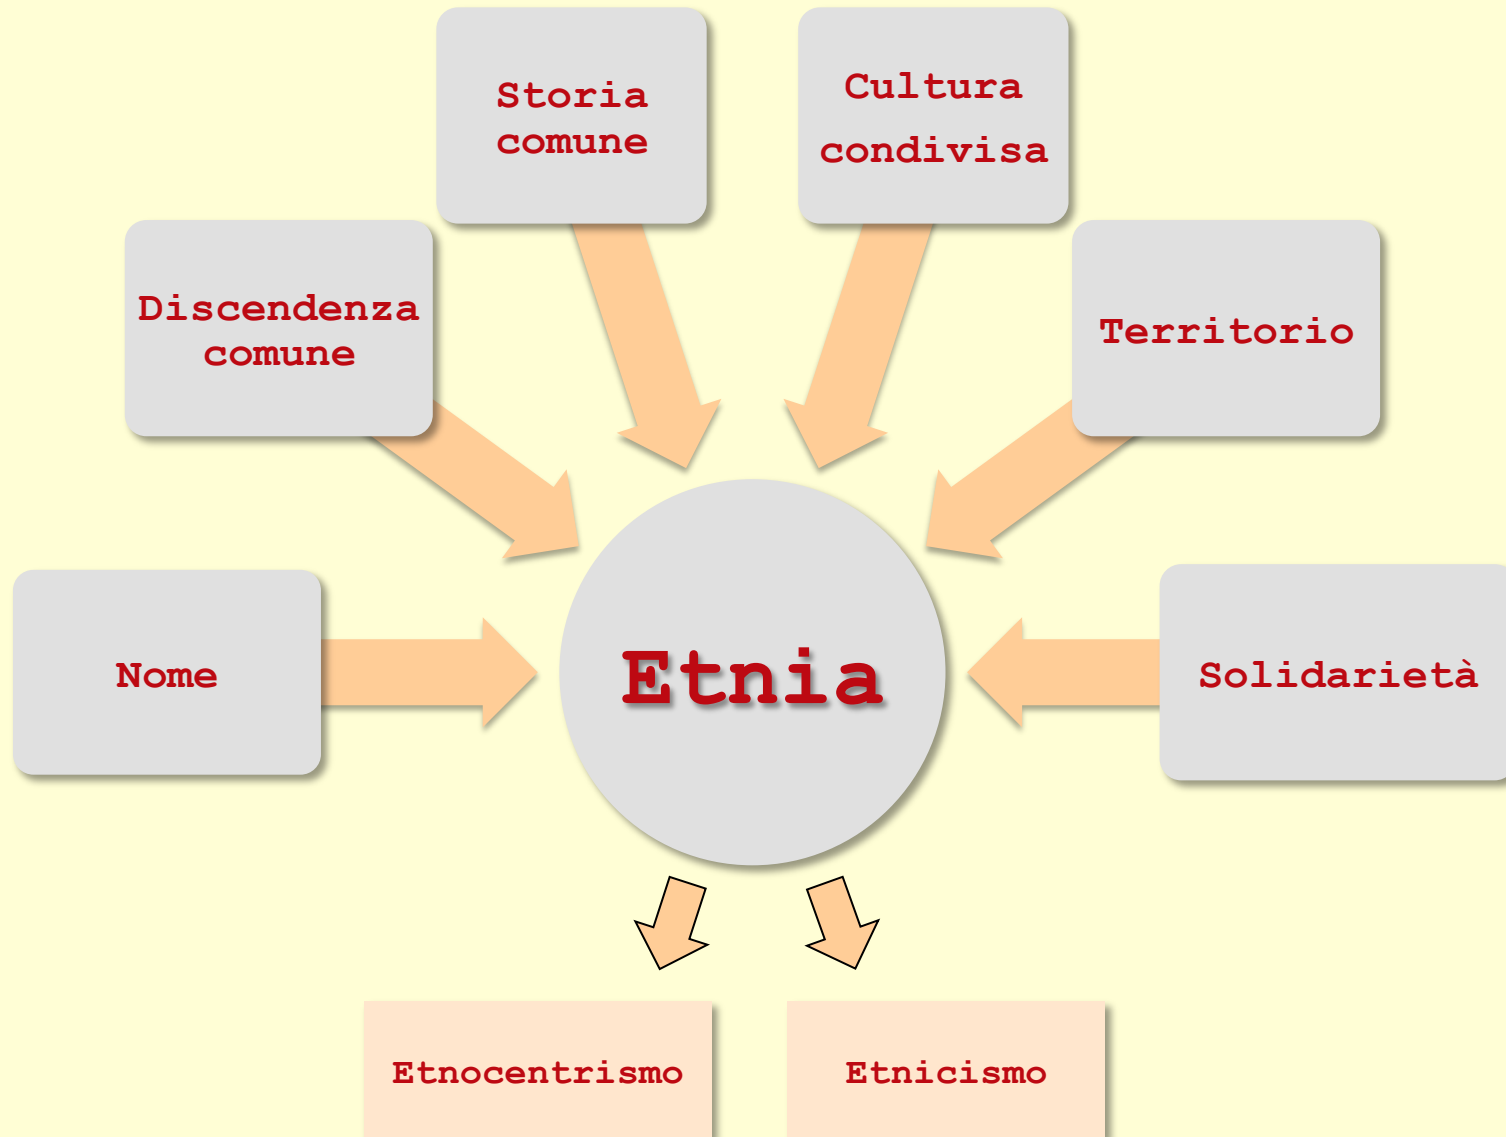 Storia
comune
Cultura
condivisa
Discendenza
comune
Territorio
Nome
Etnia
Solidarietà
Etnocentrismo
Etnicismo